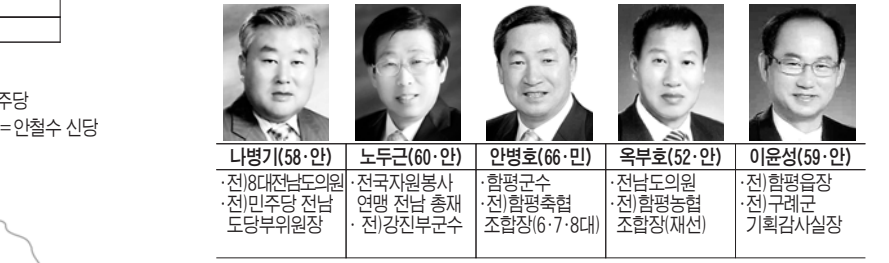 주당
=안철수 신당
나병기(58·안)
·전)8대전남도의원
·전)민주당 전남
도당부위원장
노두근(60·안)
·전국자원봉사
연맹 전남 총재
· 전)강진부군수
안병호(66·민)
·함평군수
·전)함평축협
조합장(6·7·8대)
옥부호(52·안)
·전남도의원
·전)함평농협
조합장(재선)
이윤성(59·안)
·전)함평읍장
·전)구례군
기획감사실장